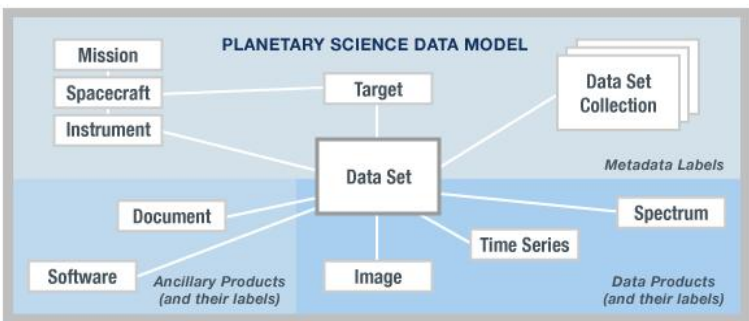 PLANETARY SCIENCE DATA MODEL
Mission
Spacecraft
Instrument
Target
Data Set
Collection
Metadata Labels
Data Set
Document
Software
Ancillary Products
(and their labels)
Image
Time Series
Spectrum
Data Products
(and their labels)